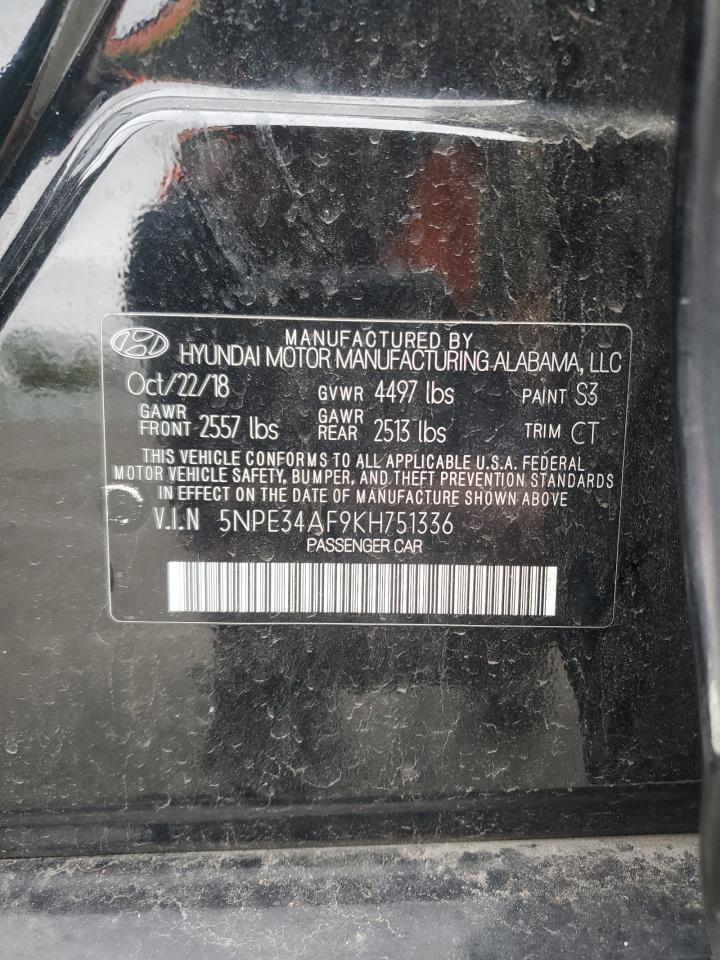 MANUFACTURED BY
HYUNDAI MOTOR MANUFACTURING ALABAMA, LLC
Oct/22/18 GVWR 4497 lbs PAINT S3
GAWR FRONT 2557 lbs GAWR REAR 2513 lbs TRIM CT
THIS VEHICLE CONFORMS TO ALL APPLICABLE U.S.A. FEDERAL
MOTOR VEHICLE SAFETY, BUMPER, AND THEFT PREVENTION STANDARDS
IN EFFECT ON THE DATE OF MANUFACTURE SHOWN ABOVE
V.I.N 5NPE34AF9KH751336
PASSENGER CAR